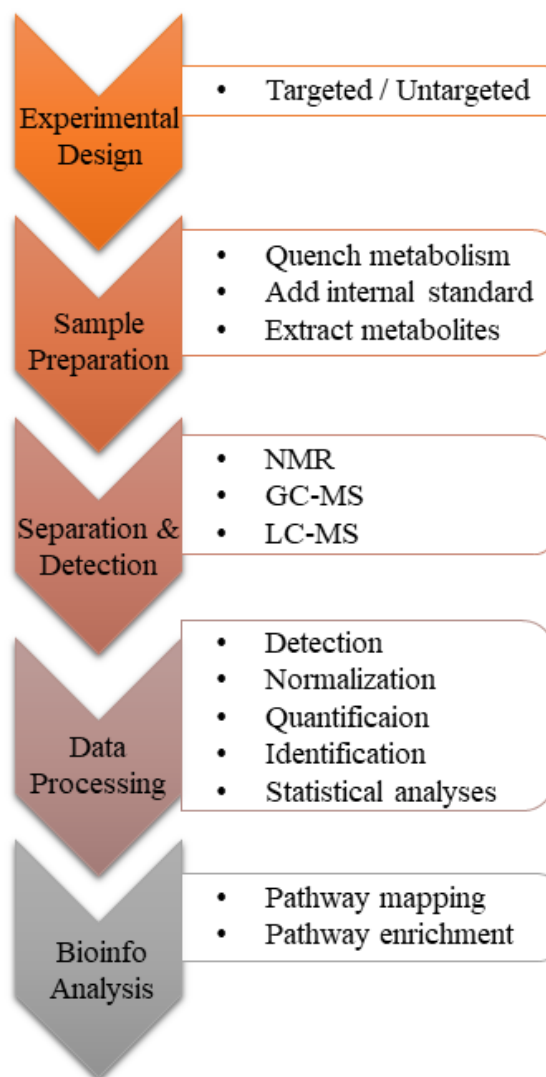 Experimental
Design
• Targeted / Untargeted
Sample
Preparation
• Quench metabolism
• Add internal standard
• Extract metabolites
Separation &
Detection
• NMR
• GC-MS
• LC-MS
Data
Processing
• Detection
• Normalization
• Quantificaion
• Identification
• Statistical analyses
Bioinfo
Analysis
• Pathway mapping
• Pathway enrichment